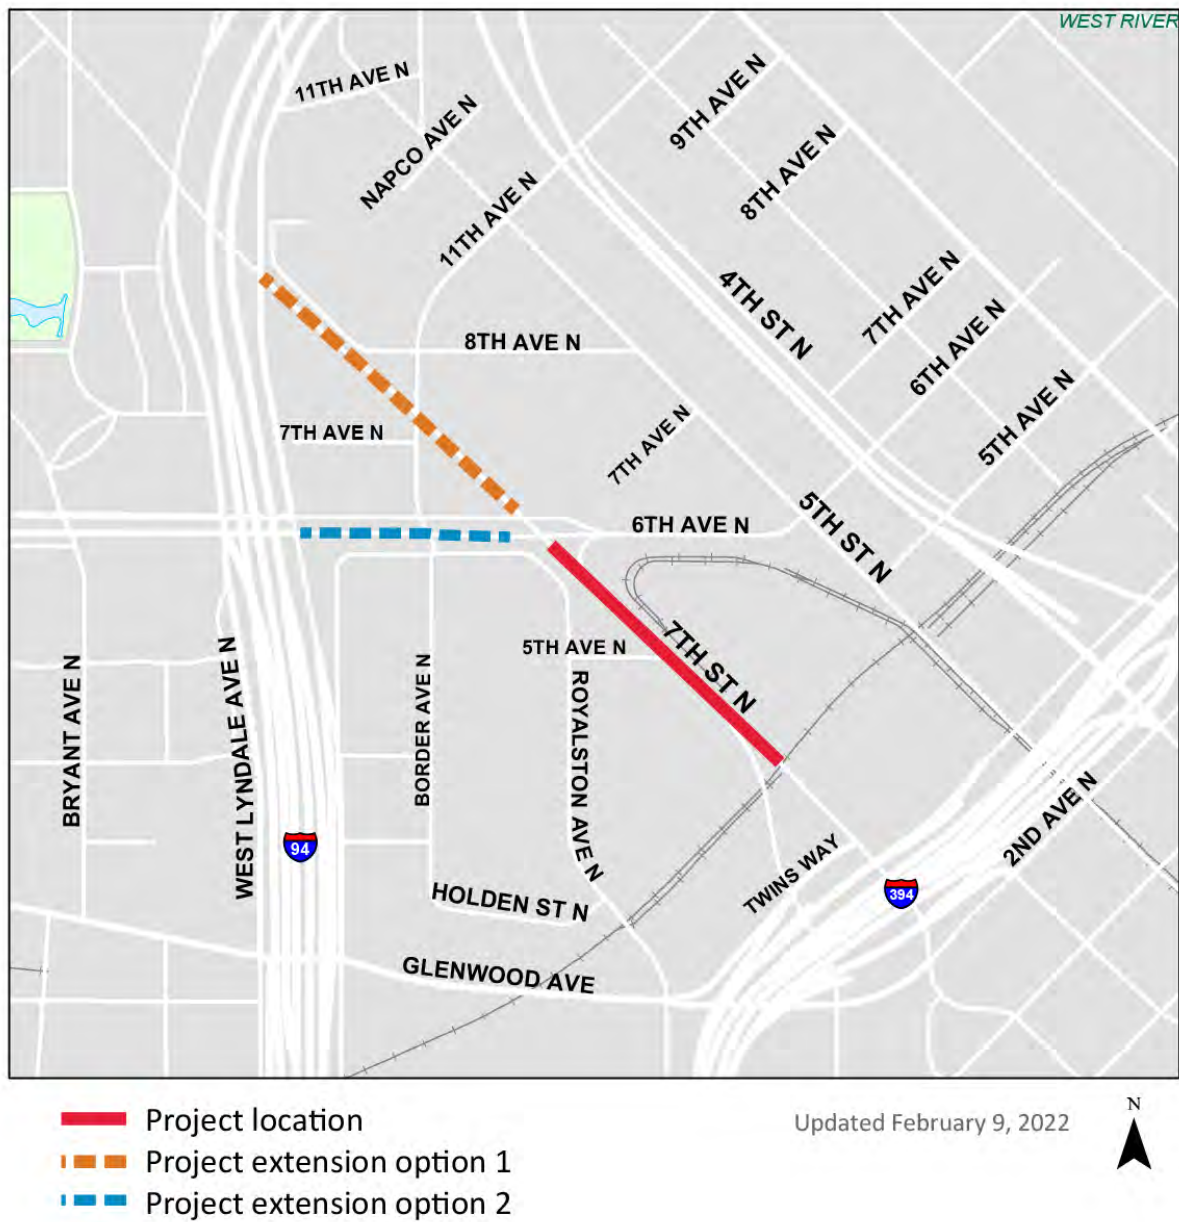 WEST RIVER
11TH AVE N
9TH AVE N
NAPCO AVE N
8TH AVE N
11TH AVE N
4TH ST N
7TH AVE N
6TH AVE N
8TH AVE N
5TH AVE N
7TH AVE N
7TH AVE N
5TH ST N
6TH AVE N
5TH AVE N
7TH ST N
BRYANT AVE N
WEST LYNDALE AVE N
BORDER AVE N
ROYALSTON AVE N
94
2ND AVE N
TWINS WAY
394
HOLDEN ST N
GLENWOOD AVE
Project location
Updated February 9, 2022
N
Project extension option 1
Project extension option 2